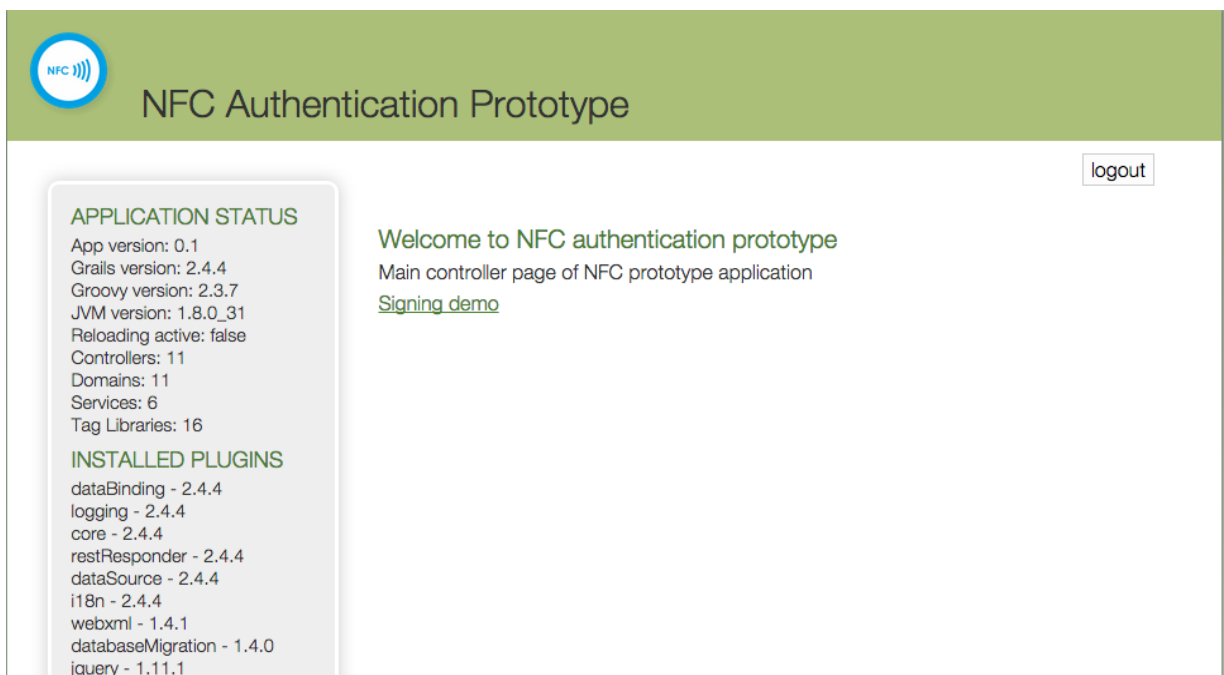 NFC
NFC Authentication Prototype
logout
APPLICATION STATUS
App version: 0.1
Grails version: 2.4.4
Groovy version: 2.3.7
JVM version: 1.8.0_31
Reloading active: false
Controllers: 11
Domains: 11
Services: 6
Tag Libraries: 16
INSTALLED PLUGINS
dataBinding - 2.4.4
logging - 2.4.4
core - 2.4.4
restResponder - 2.4.4
dataSource - 2.4.4
i18n - 2.4.4
webxml - 1.4.1
databaseMigration - 1.4.0
jquery - 1.11.1
Welcome to NFC authentication prototype
Main controller page of NFC prototype application
Signing demo